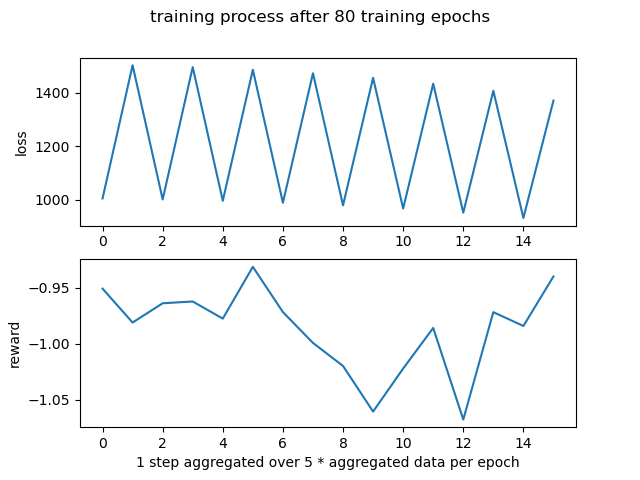 training process after 80 training epochs
1400
1200
1000
loss
0 2 4 6 8 10 12 14
−0.95
−1.00
−1.05
reward
0 2 4 6 8 10 12 14
1 step aggregated over 5 * aggregated data per epoch